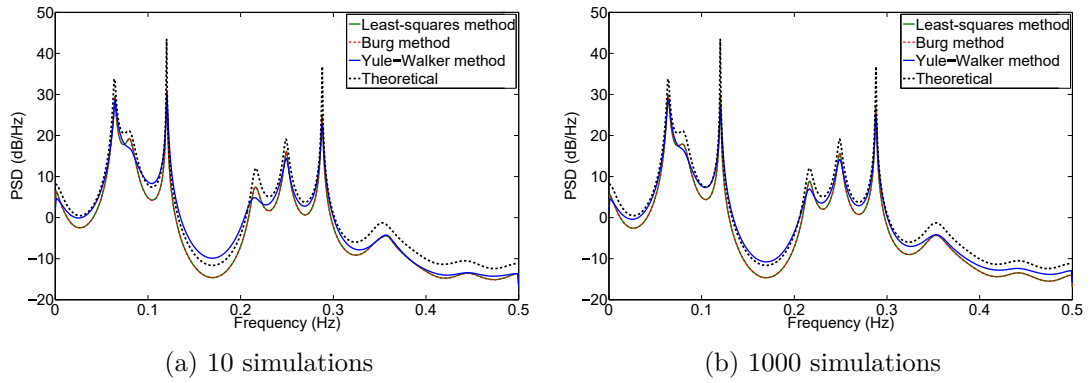 50
40
30
20
10
0
−10
−20
PSD (dB/Hz)
0
0.1
0.2
0.3
0.4
0.5
Frequency (Hz)
Least-squares method
Burg method
Yule−Walker method
Theoretical
(a) 10 simulations
50
40
30
20
10
0
−10
−20
PSD (dB/Hz)
0
0.1
0.2
0.3
0.4
0.5
Frequency (Hz)
Least-squares method
Burg method
Yule−Walker method
Theoretical
(b) 1000 simulations